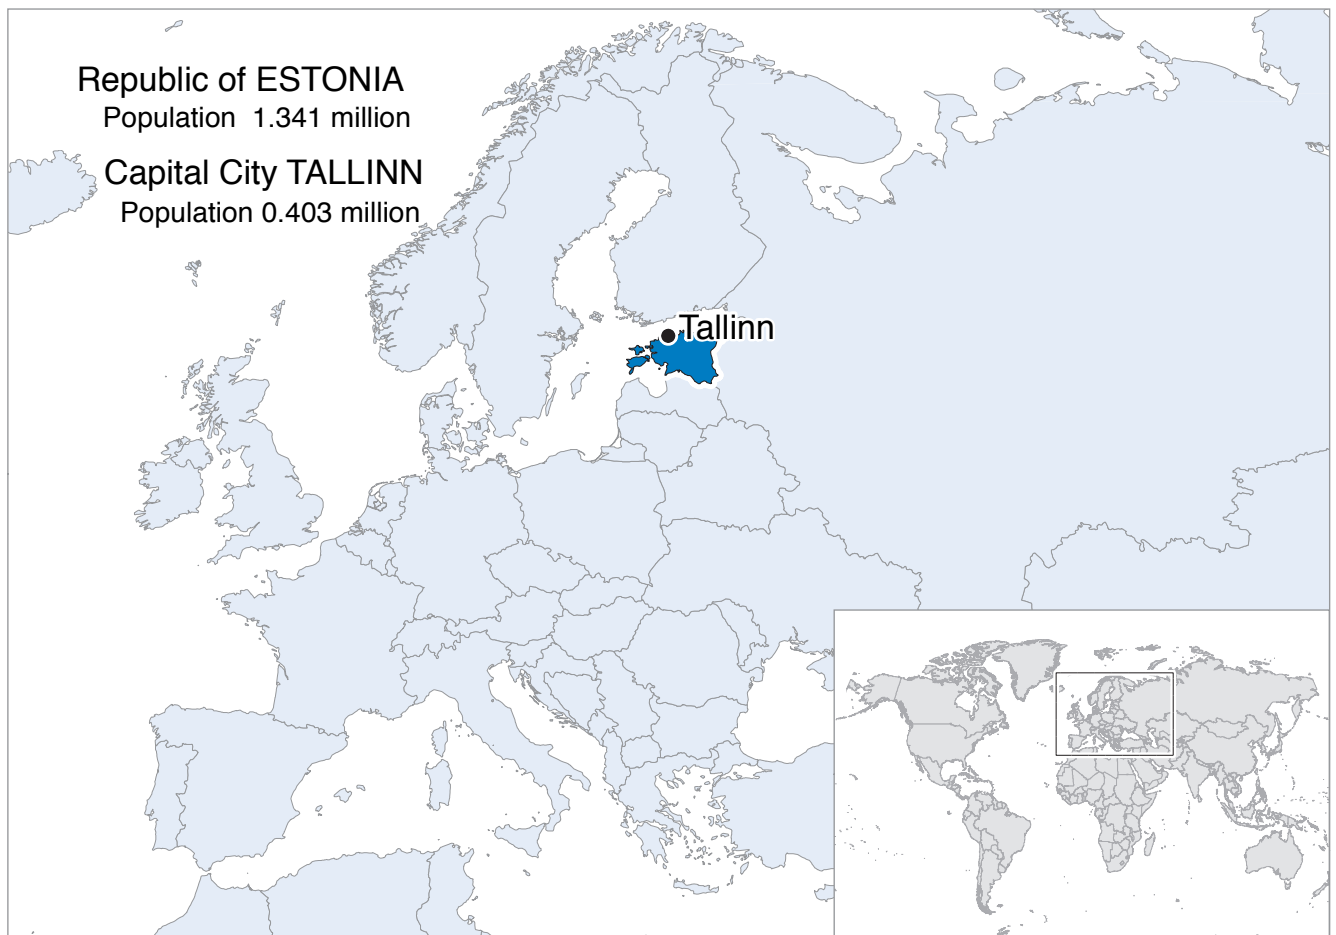 Republic of ESTONIA
Population 1.341 million
Capital City TALLINN
Population 0.403 million
Tallinn